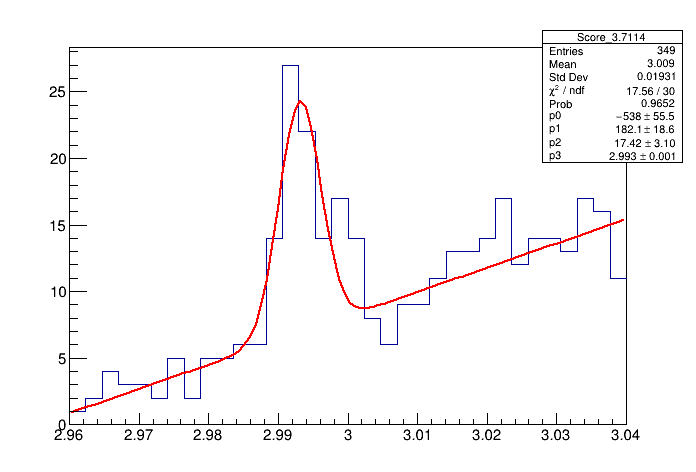 Score_3.7114
Entries 349
Mean 3.009
Std Dev 0.01931
χ² / ndf 17.56 / 30
Prob 0.9652
p0 −538 ± 55.5
p1 182.1 ± 18.6
p2 17.42 ± 3.10
p3 2.993 ± 0.001
25
20
15
10
5
0
2.96 2.97 2.98 2.99 3 3.01 3.02 3.03 3.04